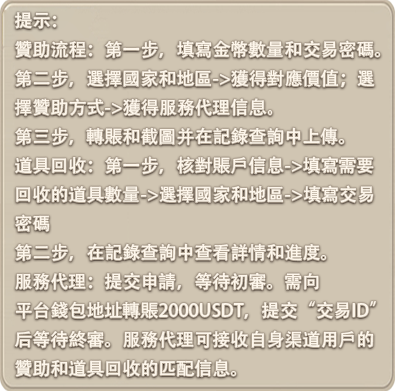 提示：
贊助流程：第一步，填寫金幣數量和交易密碼。
第二步，選擇國家和地區->獲得對應價值；選
擇贊助方式->獲得服務代理信息。
第三步，轉賬和截圖并在記錄查詢中上傳。
道具回收：第一步，核對賬戶信息->填寫需要
回收的道具數量->選擇國家和地區->填寫交易
密碼
第二步，在記錄查詢中查看詳情和進度。
服務代理：提交申請，等待初審。需向
平台錢包地址轉賬2000USDT，提交“交易ID”
后等待終審。服務代理可接收自身渠道用戶的
贊助和道具回收的匹配信息。